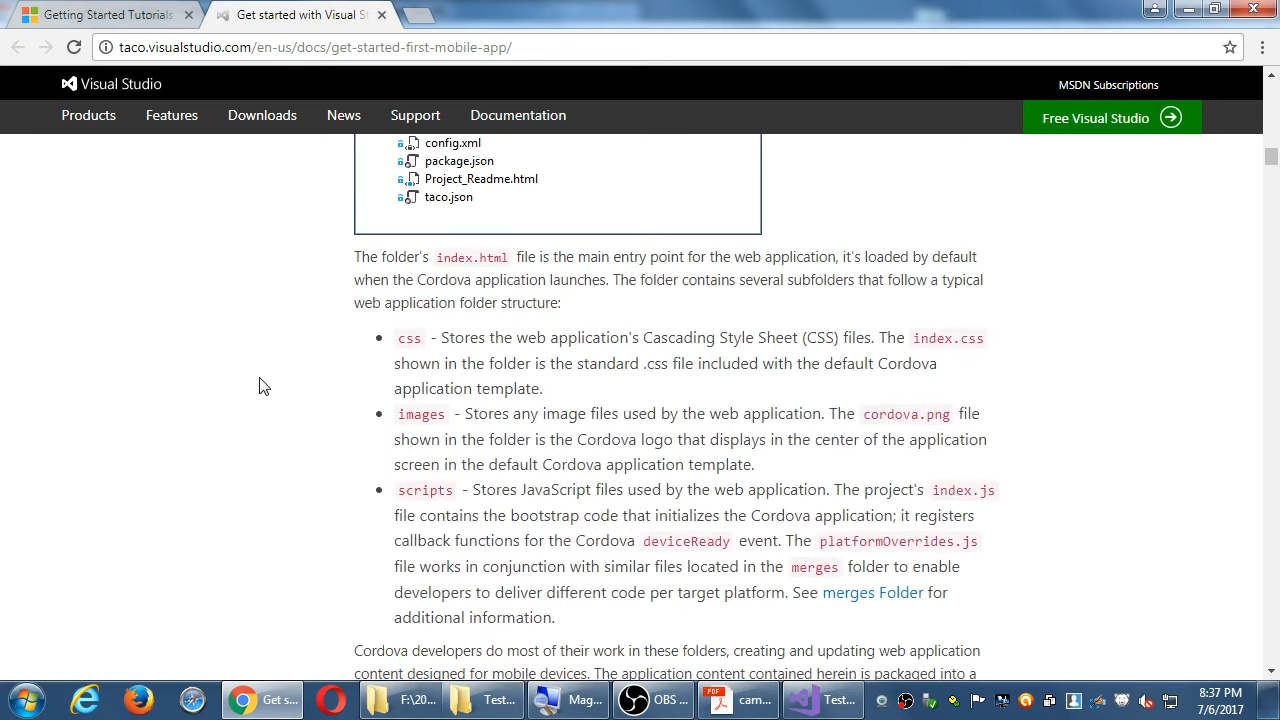 Getting Started Tutorials
Get started with Visual St
taco.visualstudio.com/en-us/docs/get-started-first-mobile-app/
Visual Studio
MSDN Subscriptions
Products Features Downloads News Support Documentation
Free Visual Studio
config.xml
package.json
Project_Readme.html
taco.json
The folder's index.html file is the main entry point for the web application, it's loaded by default
when the Cordova application launches. The folder contains several subfolders that follow a typical
web application folder structure:
css - Stores the web application's Cascading Style Sheet (CSS) files. The index.css
shown in the folder is the standard .css file included with the default Cordova
application template.
images - Stores any image files used by the web application. The cordova.png file
shown in the folder is the Cordova logo that displays in the center of the application
screen in the default Cordova application template.
scripts - Stores JavaScript files used by the web application. The project's index.js
file contains the bootstrap code that initializes the Cordova application; it registers
callback functions for the Cordova deviceReady event. The platformOverrides.js
file works in conjunction with similar files located in the merges folder to enable
developers to deliver different code per target platform. See merges Folder for
additional information.
Cordova developers do most of their work in these folders, creating and updating web application
content designed for mobile devices. The application content contained herein is packaged into a
Get s... F:\20... Test... Mag... OBS ... PDF cam... Test...
8:37 PM
7/6/2017